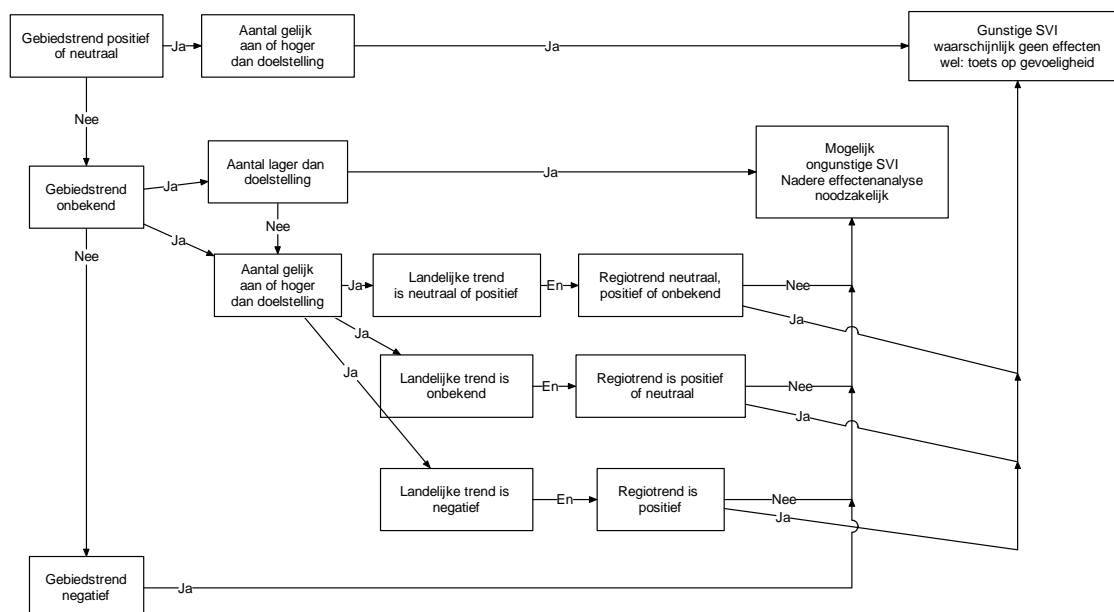 Gebiedstrend positief
of neutraal
Ja
Aantal gelijk
aan of hoger
dan doelstelling
Ja
Gunstige SVI
waarschijnlijk geen effecten
wel: toets op gevoeligheid
Nee
Gebiedstrend
onbekend
Ja
Aantal lager dan
doelstelling
Ja
Mogelijk
ongunstige SVI
Nadere effectenanalyse
noodzakelijk
Nee
Ja
Nee
Aantal gelijk
aan of hoger
dan doelstelling
Ja
Landelijke trend
is neutraal of positief
En
Regiotrend neutraal,
positief of onbekend
Nee
Ja
Ja
Landelijke trend is
onbekend
En
Regiotrend is positief
of neutraal
Nee
Ja
Ja
Landelijke trend is
negatief
En
Regiotrend is
positief
Nee
Ja
Gebiedstrend
negatief
Ja